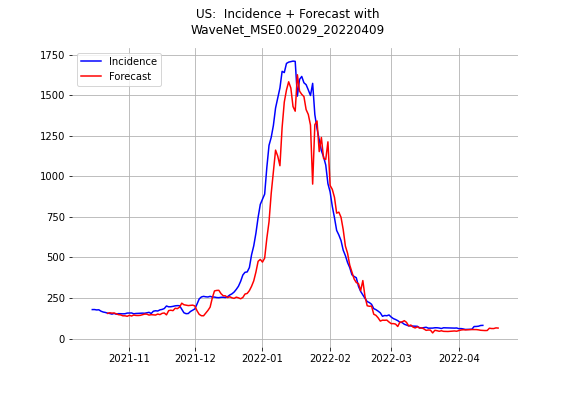 US:  Incidence + Forecast with
WaveNet_MSE0.0029_20220409
Incidence
Forecast
1750
1500
1250
1000
750
500
250
0
2021-11 2021-12 2022-01 2022-02 2022-03 2022-04